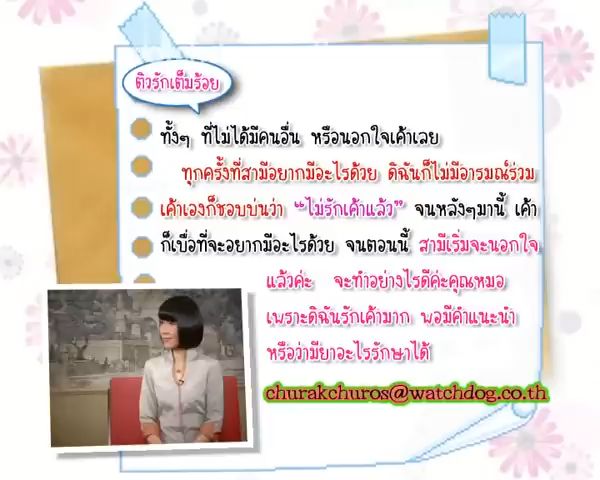 ติวรักเต็มร้อย
ทั้งๆ ที่ไม่ได้มีคนอื่น หรือนอกใจเค้าเลย
ทุกครั้งที่สามีอยากมีอะไรด้วย ดิฉันก็ไม่มีอารมณ์ร่วม
เค้าเองก็ชอบบ่นว่า "ไม่รักเค้าแล้ว" จนหลังๆมานี้ เค้า
ก็เบื่อที่จะอยากมีอะไรด้วย จนตอนนี้ สามีเริ่มจะนอกใจ
แล้วค่ะ จะทำอย่างไรดีค่ะคุณหมอ
เพราะดิฉันรักเค้ามาก พอมีคำแนะนำ
หรือว่ามียาอะไรรักษาได้
churakchuros@watchdog.co.th